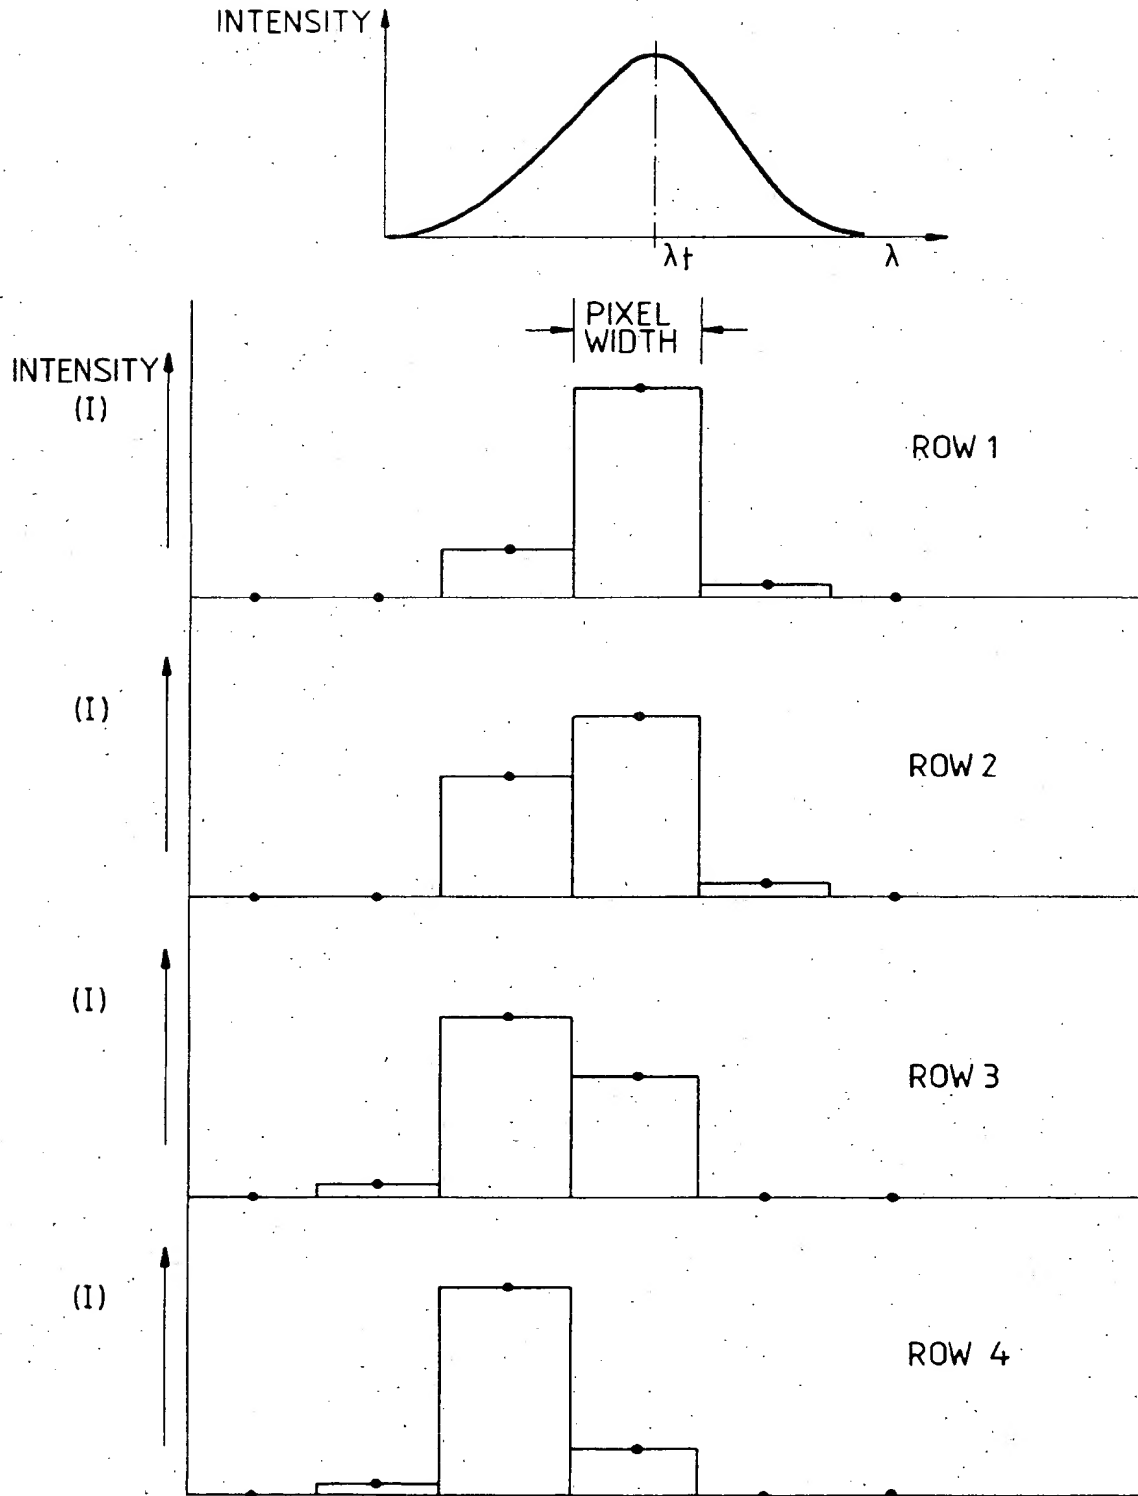 INTENSITY
λt
λ
PIXEL
WIDTH
INTENSITY
(I)
ROW 1
(I)
ROW 2
(I)
ROW 3
(I)
ROW 4